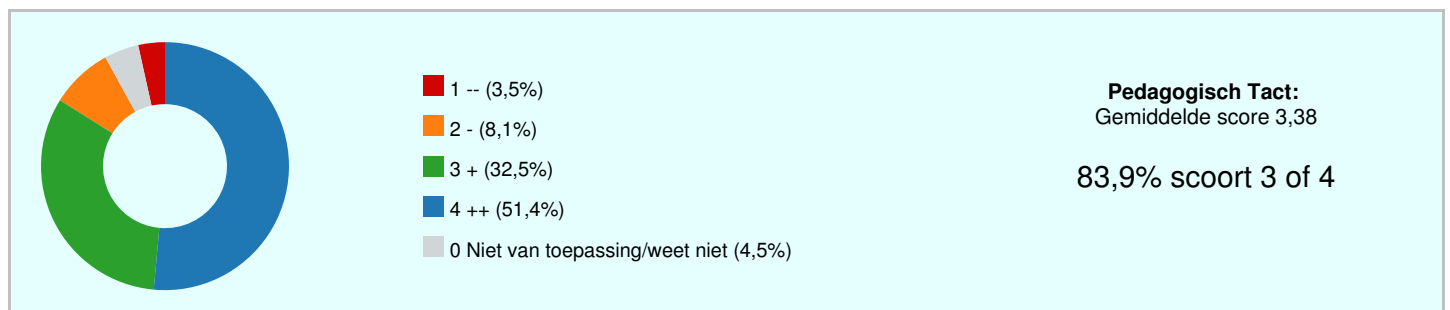 1 -- (3,5%)
2 - (8,1%)
3 + (32,5%)
4 ++ (51,4%)
0 Niet van toepassing/weet niet (4,5%)
Pedagogisch Tact:
Gemiddelde score 3,38
83,9% scoort 3 of 4